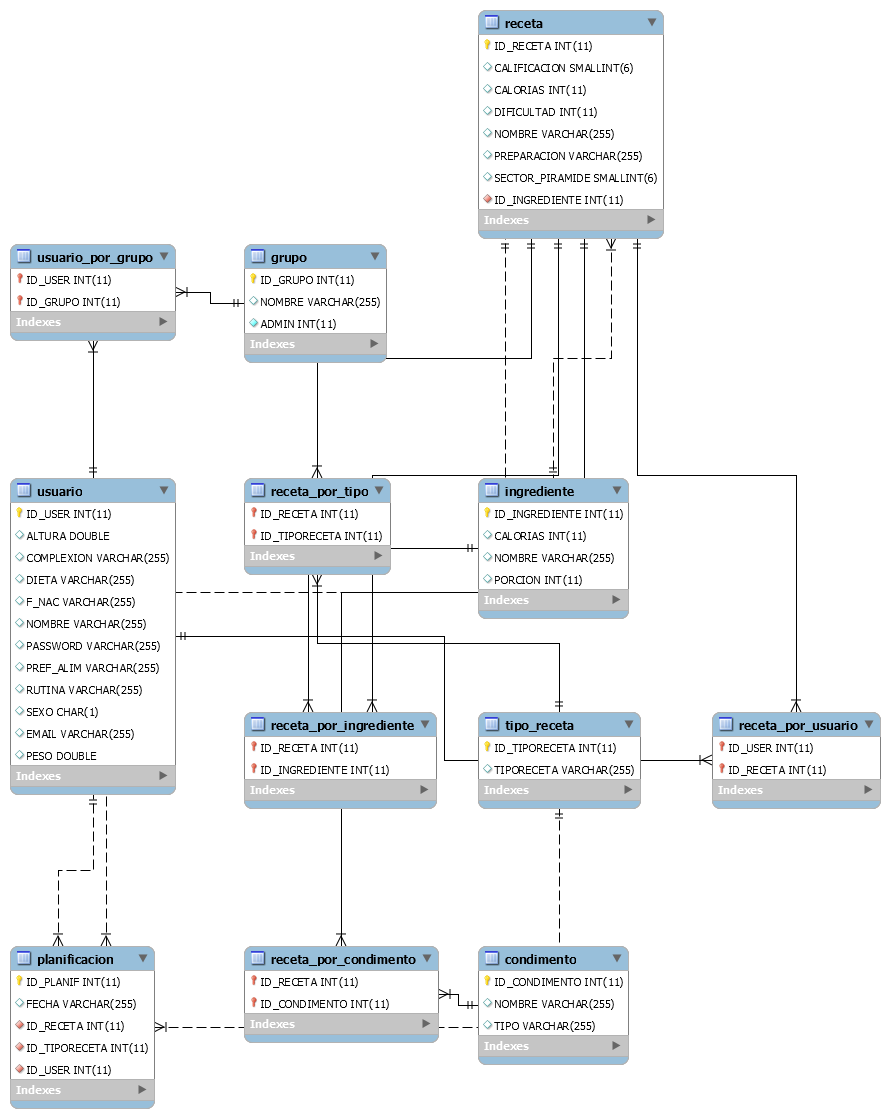 receta
ID_RECETA INT(11)
CALIFICACION SMALLINT(6)
CALORIAS INT(11)
DIFICULTAD INT(11)
NOMBRE VARCHAR(255)
PREPARACION VARCHAR(255)
SECTOR_PIRAMIDE SMALLINT(6)
ID_INGREDIENTE INT(11)
Indexes
usuario_por_grupo
ID_USER INT(11)
ID_GRUPO INT(11)
Indexes
grupo
ID_GRUPO INT(11)
NOMBRE VARCHAR(255)
ADMIN INT(11)
Indexes
usuario
ID_USER INT(11)
ALTURA DOUBLE
COMPLEXION VARCHAR(255)
DIETA VARCHAR(255)
F_NAC VARCHAR(255)
NOMBRE VARCHAR(255)
PASSWORD VARCHAR(255)
PREF_ALIM VARCHAR(255)
RUTINA VARCHAR(255)
SEXO CHAR(1)
EMAIL VARCHAR(255)
PESO DOUBLE
Indexes
receta_por_tipo
ID_RECETA INT(11)
ID_TIPORECETA INT(11)
Indexes
ingrediente
ID_INGREDIENTE INT(11)
CALORIAS INT(11)
NOMBRE VARCHAR(255)
PORCION INT(11)
Indexes
receta_por_ingrediente
ID_RECETA INT(11)
ID_INGREDIENTE INT(11)
Indexes
tipo_receta
ID_TIPORECETA INT(11)
TIPORECETA VARCHAR(255)
Indexes
receta_por_usuario
ID_USER INT(11)
ID_RECETA INT(11)
Indexes
planificacion
ID_PLANIF INT(11)
FECHA VARCHAR(255)
ID_RECETA INT(11)
ID_TIPORECETA INT(11)
ID_USER INT(11)
Indexes
receta_por_condimento
ID_RECETA INT(11)
ID_CONDIMENTO INT(11)
Indexes
condimento
ID_CONDIMENTO INT(11)
NOMBRE VARCHAR(255)
TIPO VARCHAR(255)
Indexes